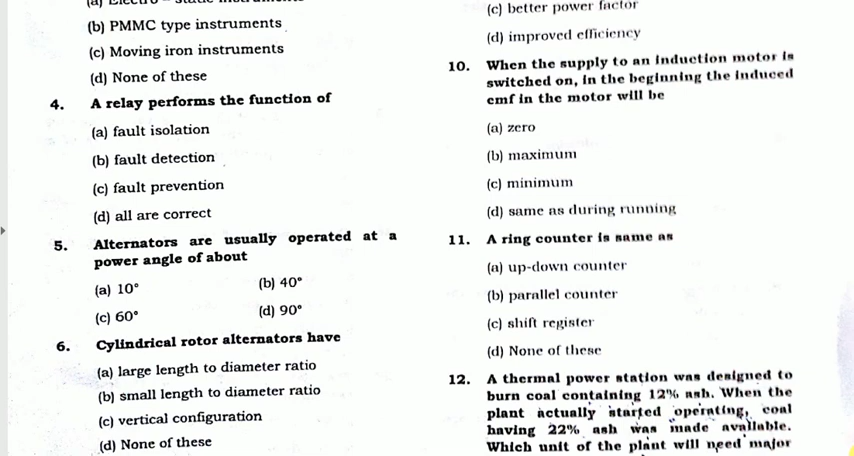 (b) PMMC type instruments
(c) Moving iron instruments
(d) None of these
4. A relay performs the function of
(a) fault isolation
(b) fault detection
(c) fault prevention
(d) all are correct
5. Alternators are usually operated at a
power angle of about
(a) 10° (b) 40°
(c) 60° (d) 90°
6. Cylindrical rotor alternators have
(a) large length to diameter ratio
(b) small length to diameter ratio
(c) vertical configuration
(d) None of these
(c) better power factor
(d) improved efficiency
10. When the supply to an induction motor is
switched on, in the beginning the induced
emf in the motor will be
(a) zero
(b) maximum
(c) minimum
(d) same as during running
11. A ring counter is same as
(a) up-down counter
(b) parallel counter
(c) shift register
(d) None of these
12. A thermal power station was designed to
burn coal containing 12% ash. When the
plant actually started operating, coal
having 22% ash was made available.
Which unit of the plant will need major